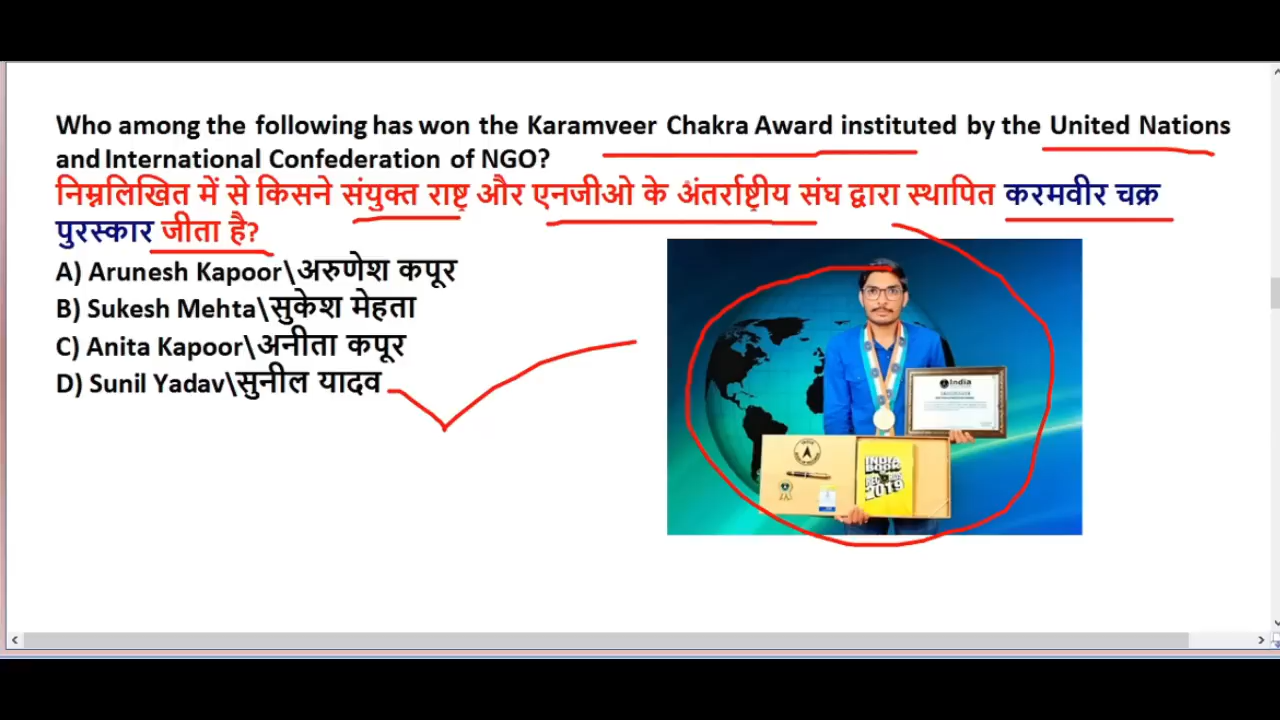 Who among the following has won the Karamveer Chakra Award instituted by the United Nations
and International Confederation of NGO?
निम्नलिखित में से किसने संयुक्त राष्ट्र और एनजीओ के अंतर्राष्ट्रीय संघ द्वारा स्थापित करमवीर चक्र
पुरस्कार जीता है?
A) Arunesh Kapoor\अरुणेश कपूर
B) Sukesh Mehta\सुकेश मेहता
C) Anita Kapoor\अनीता कपूर
D) Sunil Yadav\सुनील यादव
India
INDIA
BOOK
2019